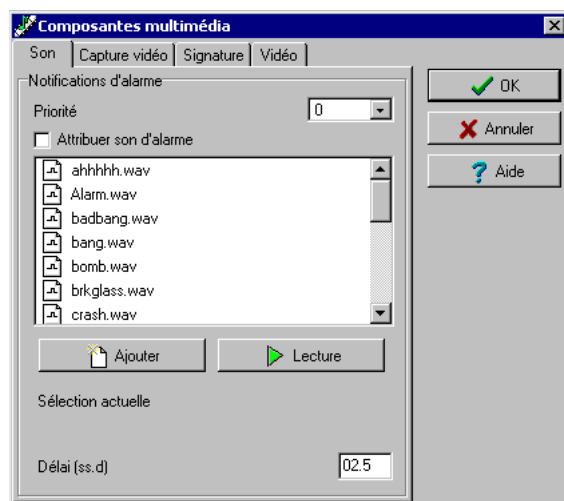 Composantes multimédia
Son Capture vidéo Signature Vidéo
Notifications d'alarme
Priorité 0
Attribuer son d'alarme
ahhhhh.wav
Alarm.wav
badbang.wav
bang.wav
bomb.wav
brkglass.wav
crash.wav
Ajouter Lecture
Sélection actuelle
Délai (ss.d) 02.5
OK
Annuler
? Aide